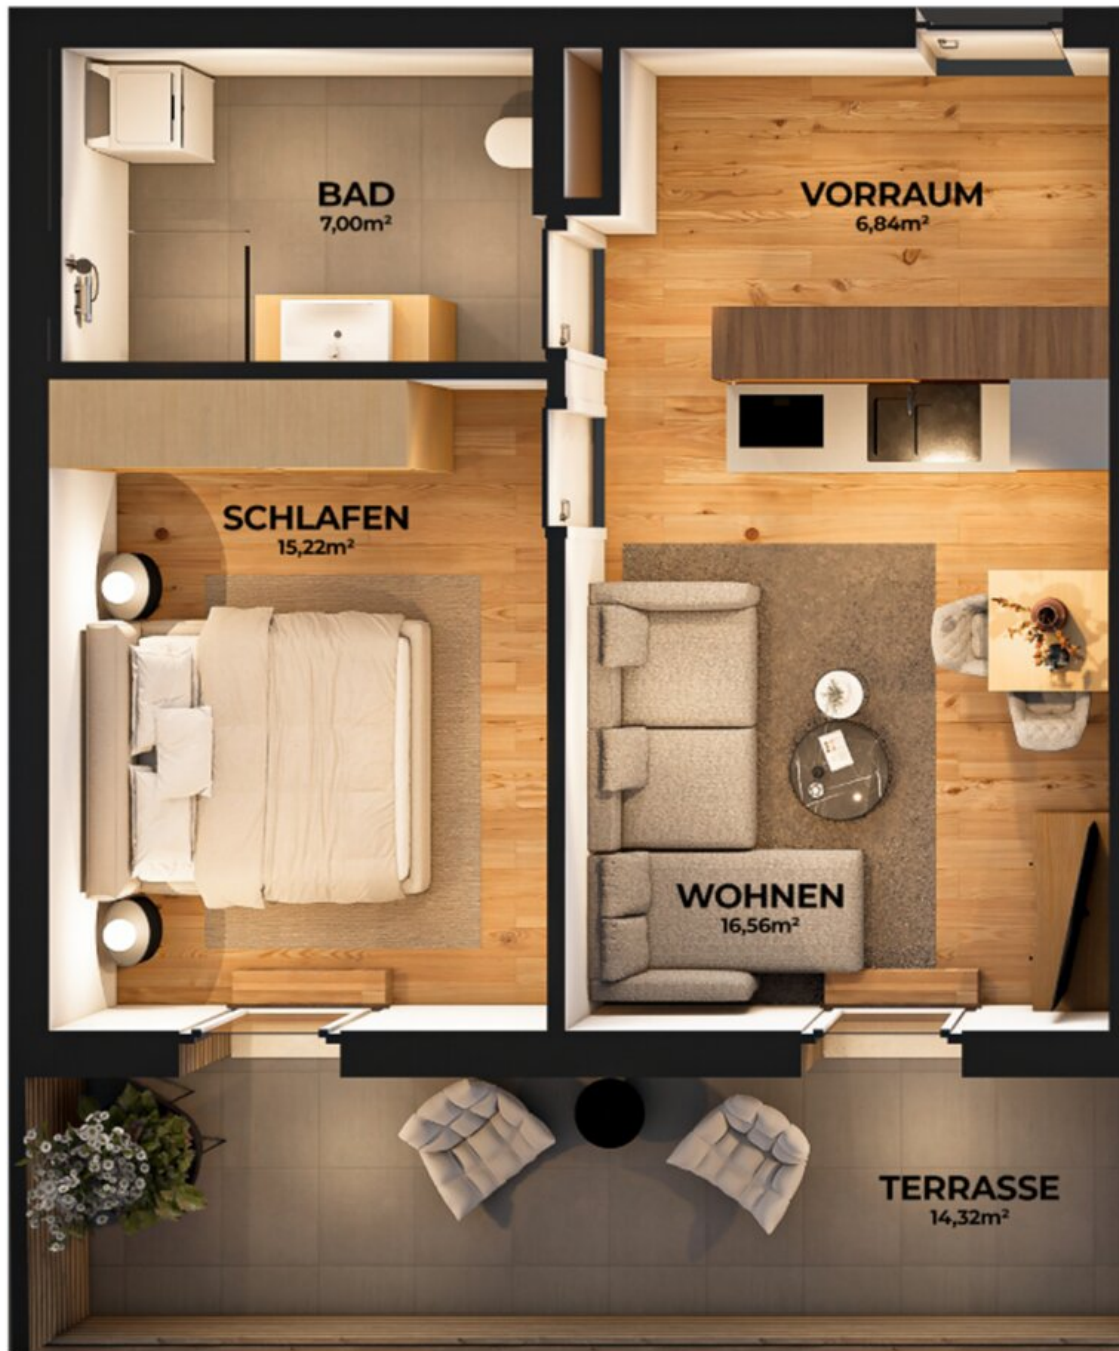 BAD
7,00m²
VORRAUM
6,84m²
SCHLAFEN
15,22m²
WOHNEN
16,56m²
TERRASSE
14,32m²